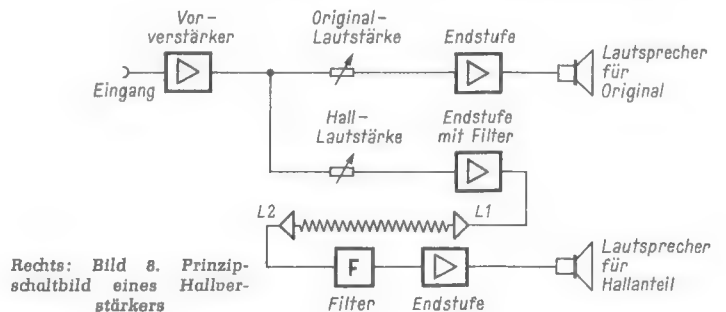 Vor-
verstärker
Original-
Lautstärke
Endstufe
Lautsprecher
für
Original
Eingang
Hall-
Lautstärke
Endstufe
mit Filter
L2
L1
Lautsprecher
für
Hallanteil
F
Filter
Endstufe
Rechts: Bild 8. Prinzip-
schaltbild eines Hallver-
stärkers